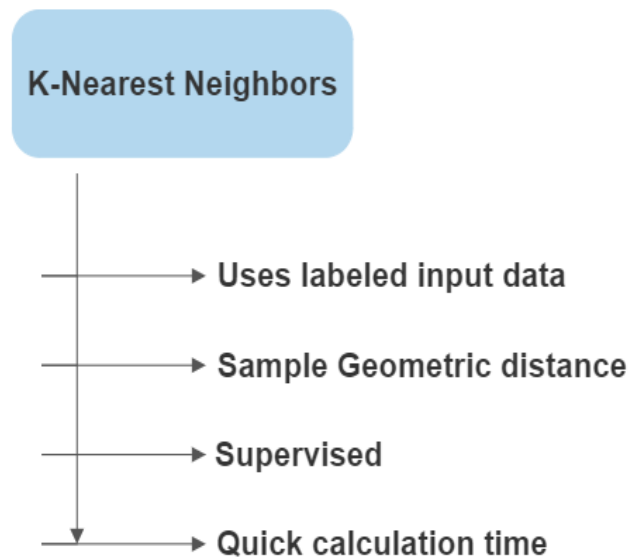 K-Nearest Neighbors
Uses labeled input data
Sample Geometric distance
Supervised
Quick calculation time